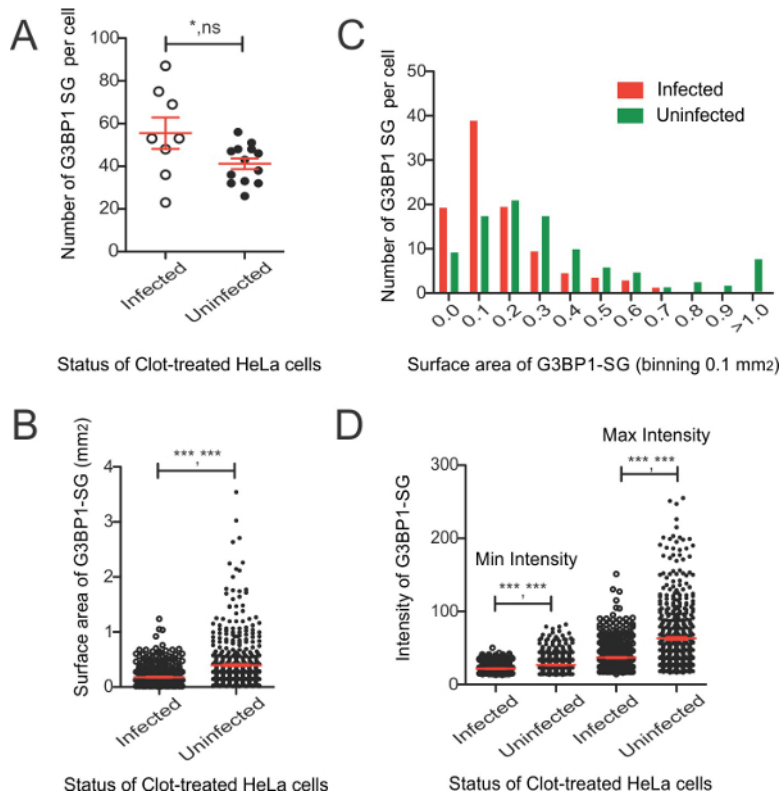 A
*,ns
Number of G3BP1 SG per cell
100
80
60
40
20
0
Infected
Uninfected
Status of Clot-treated HeLa cells
C
Number of G3BP1 SG per cell
50
40
30
20
10
0
Infected
Uninfected
0.0
0.1
0.2
0.3
0.4
0.5
0.6
0.7
0.8
0.9
>1.0
Surface area of G3BP1-SG (binning 0.1 mm2)
B
***,***
Surface area of G3BP1-SG (mm2)
4
3
2
1
0
Infected
Uninfected
Status of Clot-treated HeLa cells
D
Max Intensity
***,***
Min Intensity
***,***
Intensity of G3BP1-SG
300
200
100
0
Infected
Uninfected
Infected
Uninfected
Status of Clot-treated HeLa cells